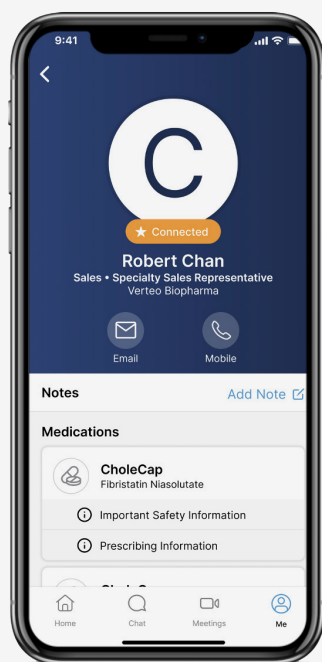 9:41
C
Connected
Robert Chan
Sales • Specialty Sales Representative
Verteo Biopharma
Email
Mobile
Notes
Add Note
Medications
CholeCap
Fibristatin Niasolutate
Important Safety Information
Prescribing Information
Home
Chat
Meetings
Me